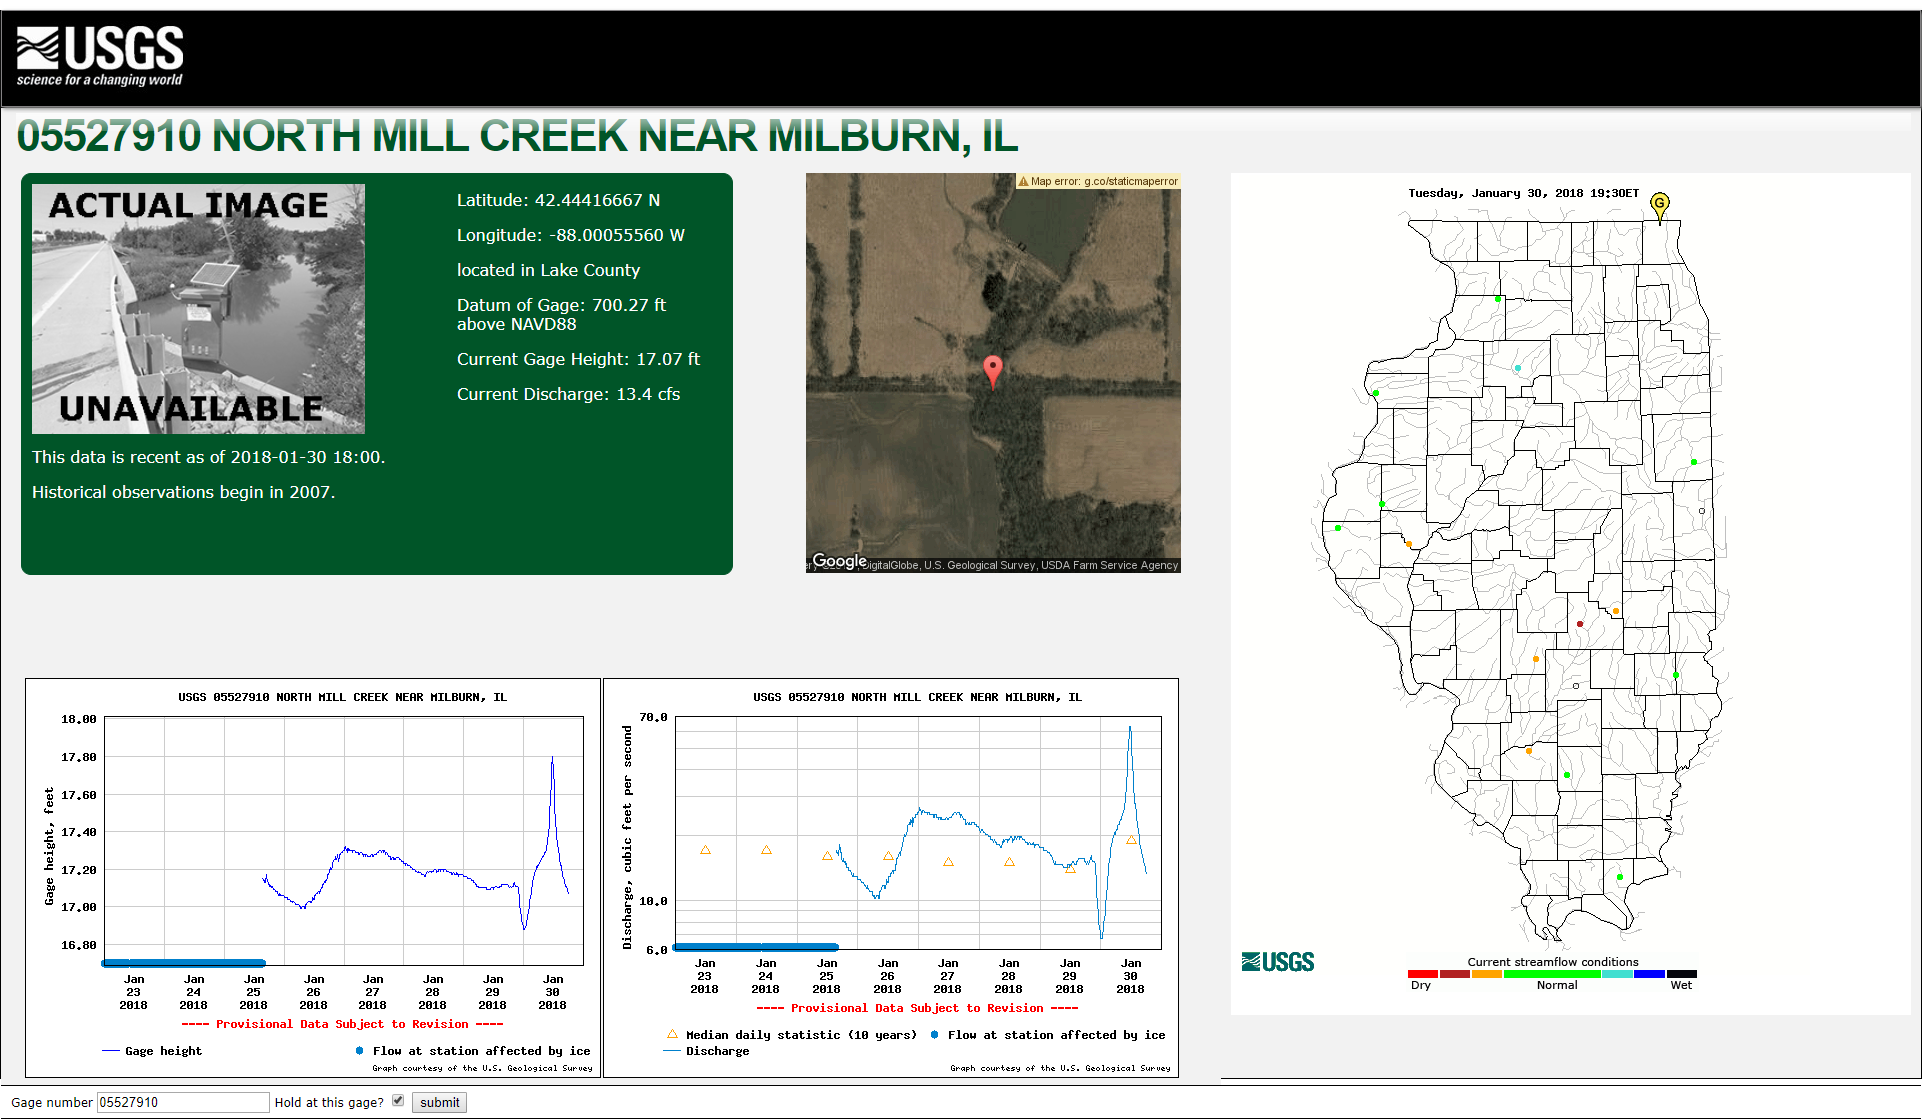 USGS
science for a changing world
05527910 NORTH MILL CREEK NEAR MILBURN, IL
ACTUAL IMAGE
UNAVAILABLE
Latitude: 42.44416667 N
Longitude: -88.00055560 W
located in Lake County
Datum of Gage: 700.27 ft
above NAVD88
Current Gage Height: 17.07 ft
Current Discharge: 13.4 cfs
This data is recent as of 2018-01-30 18:00.
Historical observations begin in 2007.
Map error: g.co/staticmaperror
Google
DigitalGlobe, U.S. Geological Survey, USDA Farm Service Agency
Tuesday, January 30, 2018 19:30ET
G
USGS
Current streamflow conditions
Dry Normal Wet
USGS 05527910 NORTH MILL CREEK NEAR MILBURN, IL
Gage height, feet
18.00
17.80
17.60
17.40
17.20
17.00
16.80
Jan Jan Jan Jan Jan Jan Jan Jan
23 24 25 26 27 28 29 30
2018 2018 2018 2018 2018 2018 2018 2018
---- Provisional Data Subject to Revision ----
Gage height Flow at station affected by ice
Graph courtesy of the U.S. Geological Survey
USGS 05527910 NORTH MILL CREEK NEAR MILBURN, IL
Discharge, cubic feet per second
70.0
10.0
6.0
Jan Jan Jan Jan Jan Jan Jan Jan
23 24 25 26 27 28 29 30
2018 2018 2018 2018 2018 2018 2018 2018
---- Provisional Data Subject to Revision ----
Median daily statistic (10 years) Flow at station affected by ice
Discharge
Graph courtesy of the U.S. Geological Survey
Gage number 05527910 Hold at this gage? submit